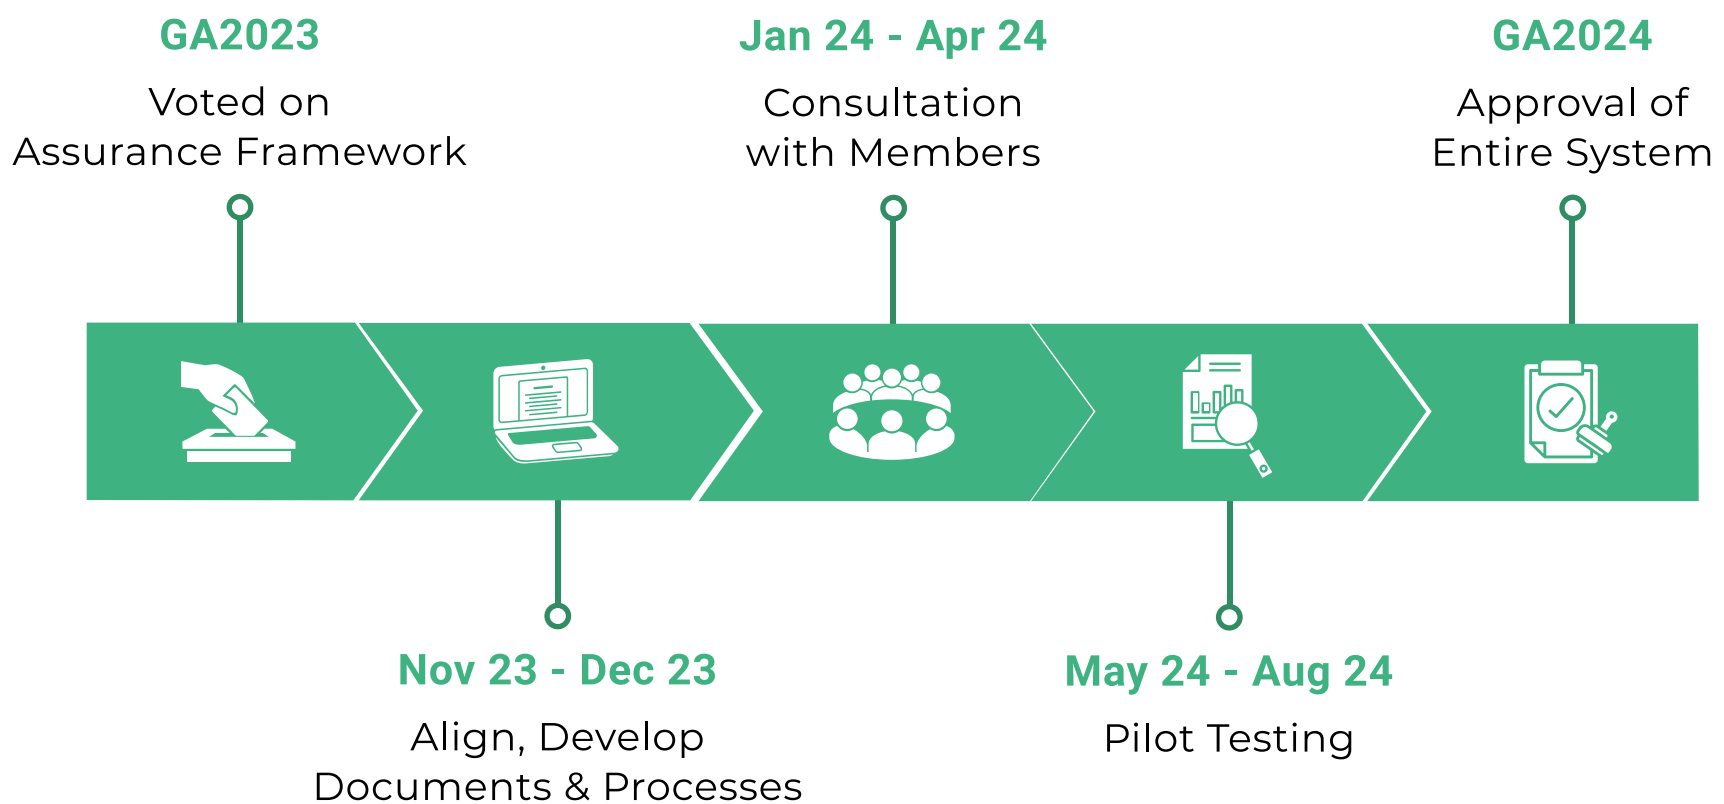 GA2023
Voted on
Assurance Framework
Nov 23 - Dec 23
Align, Develop
Documents & Processes
Jan 24 - Apr 24
Consultation
with Members
May 24 - Aug 24
Pilot Testing
GA2024
Approval of
Entire System